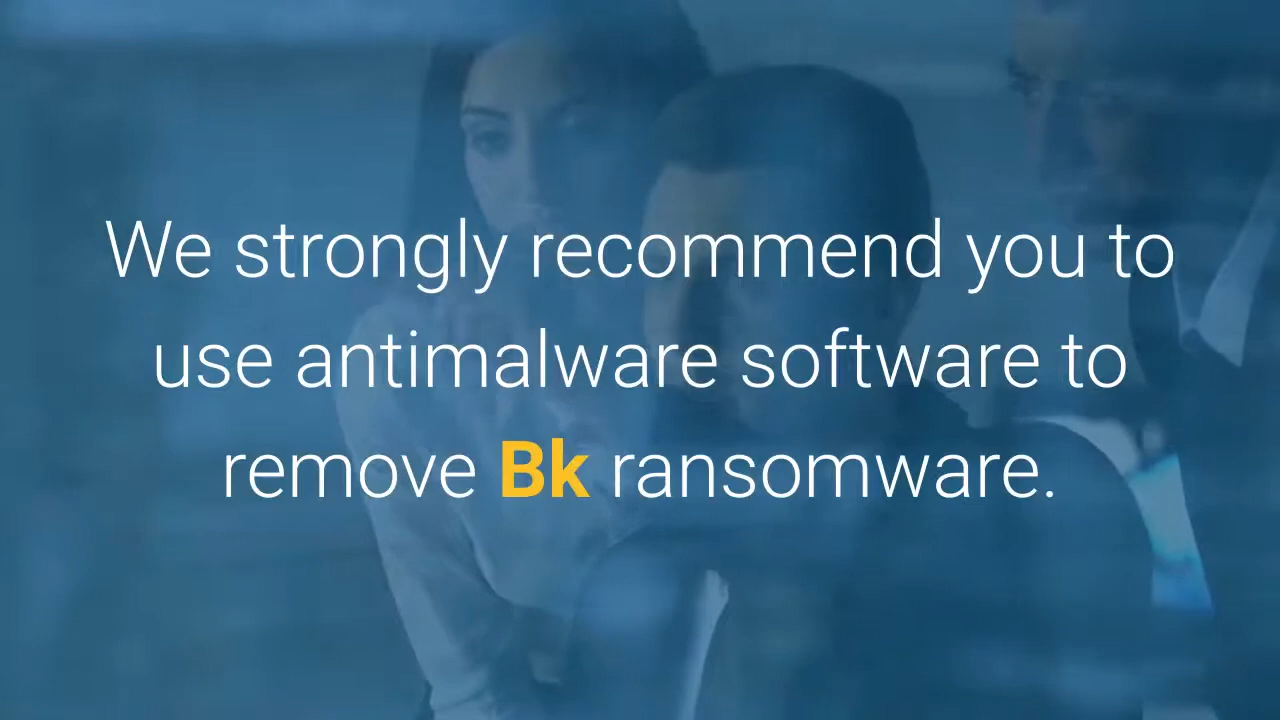 We strongly recommend you to
use antimalware software to
remove Bk ransomware.